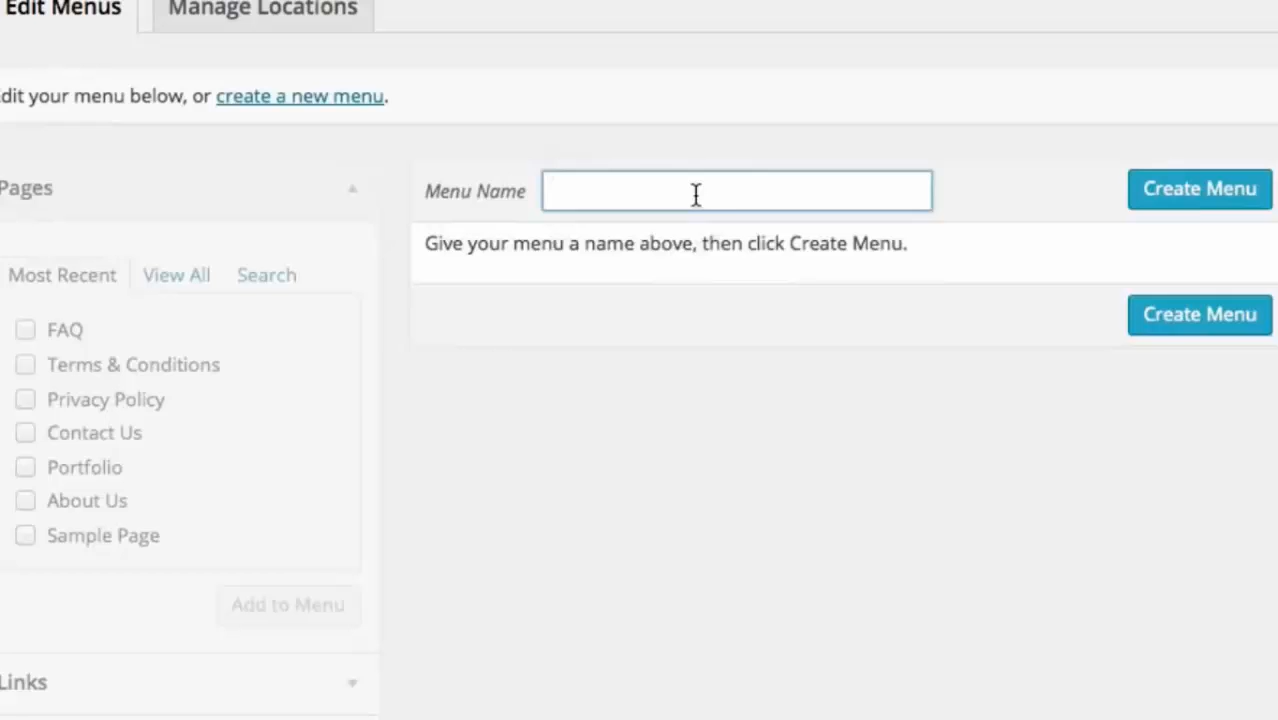 Edit Menus
Manage Locations
dit your menu below, or create a new menu.
Pages
Menu Name
Create Menu
Give your menu a name above, then click Create Menu.
Most Recent
View All
Search
Create Menu
FAQ
Terms & Conditions
Privacy Policy
Contact Us
Portfolio
About Us
Sample Page
Add to Menu
Links